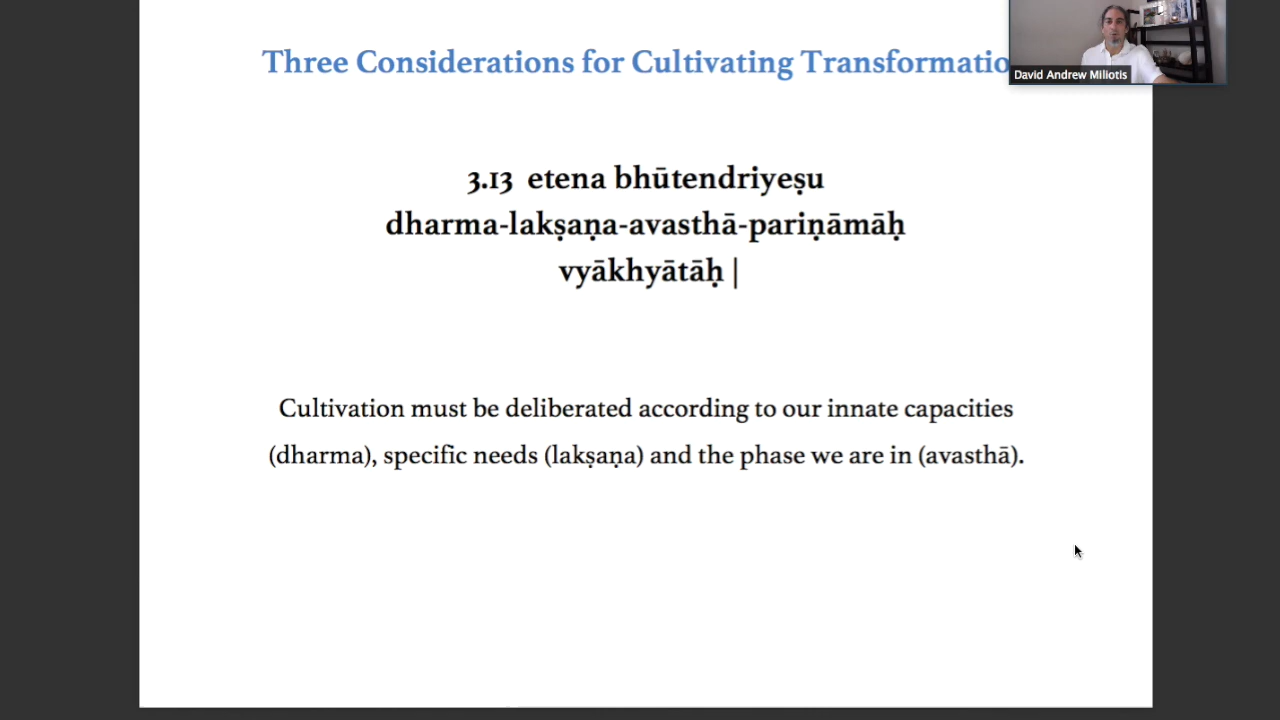 Three Considerations for Cultivating Transformatio
David Andrew Miliotis
3.13 etena bhūtendriyeṣu
dharma-lakṣaṇa-avasthā-pariṇāmāḥ
vyākhyātāḥ |
Cultivation must be deliberated according to our innate capacities
(dharma), specific needs (lakṣaṇa) and the phase we are in (avasthā).